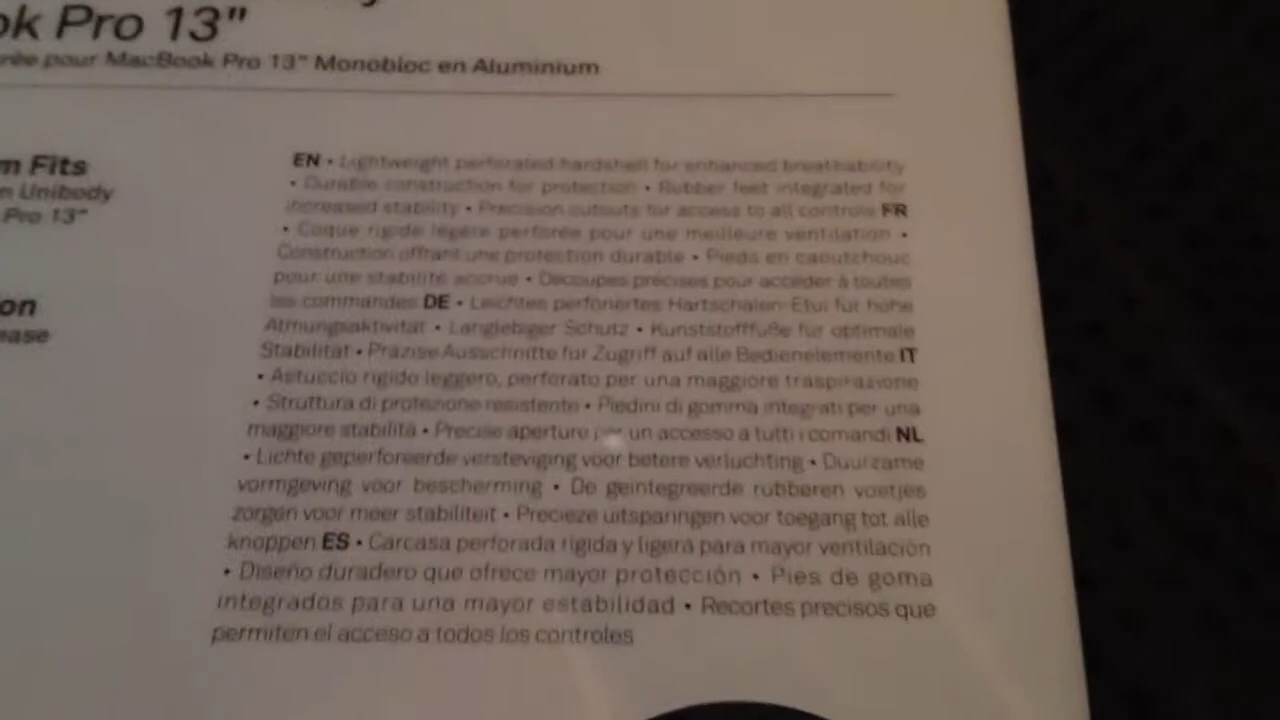 ok Pro 13"
rée pour MacBook Pro 13" Monobloc en Aluminium
m Fits
n Unibody
Pro 13"
on
ease
EN • Lightweight perforated hardshell for enhanced breathability
• Durable construction for protection • Rubber feet integrated for
increased stability • Precision cutouts for access to all controls FR
• Coque rigide légère perforée pour une meilleure ventilation •
Construction offrant une protection durable • Pieds en caoutchouc
pour une stabilité accrue • Découpes précises pour accéder à toutes
les commandes DE • Leichtes perforiertes Hartschalen-Etui für hohe
Atmungsaktivität • Langlebiger Schutz • Kunststofffüße für optimale
Stabilität • Präzise Ausschnitte für Zugriff auf alle Bedienelemente IT
• Astuccio rigido leggero, perforato per una maggiore traspirazione
• Struttura di protezione resistente • Piedini di gomma integrati per una
maggiore stabilità • Precise aperture per un accesso a tutti i comandi NL
• Lichte geperforeerde versteviging voor betere verluchting • Duurzame
vormgeving voor bescherming • De geïntegreerde rubberen voetjes
zorgen voor meer stabiliteit • Precieze uitsparingen voor toegang tot alle
knoppen ES • Carcasa perforada rígida y ligera para mayor ventilación
• Diseño duradero que ofrece mayor protección • Pies de goma
integrados para una mayor estabilidad • Recortes precisos que
permiten el acceso a todos los controles